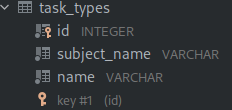 task_types
id INTEGER
subject_name VARCHAR
name VARCHAR
key #1 (id)